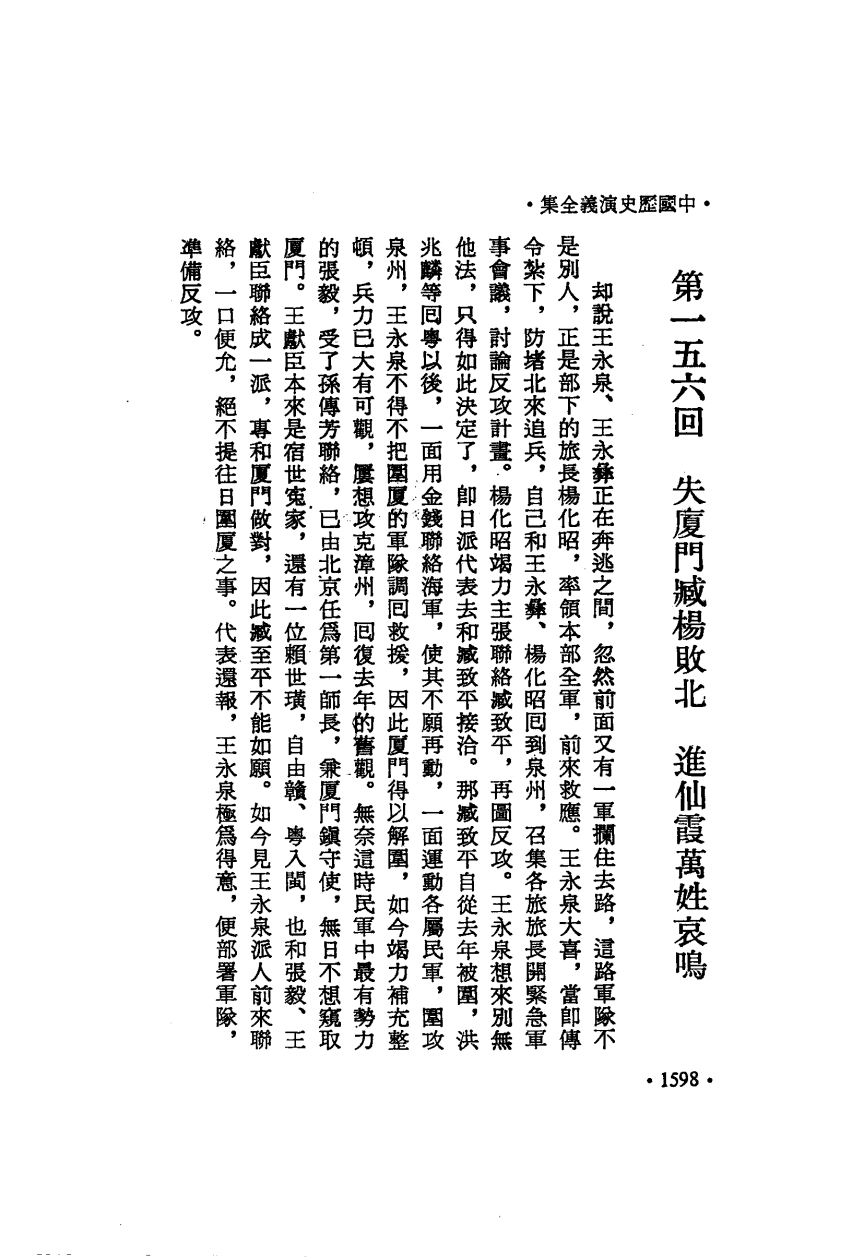 ・中國歷史演義全集・
第一五六回　失廈門臧楊敗北　進仙霞萬姓哀鳴
却說王永泉、王永彝正在奔逃之間，忽然前面又有一軍攔住去路，這路軍隊不
是別人，正是部下的旅長楊化昭，率領本部全軍，前來救應。王永泉大喜，當卽傳
令紮下，防堵北來追兵，自己和王永彝、楊化昭囘到泉州，召集各旅旅長開緊急軍
事會議，討論反攻計畫。楊化昭竭力主張聯絡臧致平，再圖反攻。王永泉想來別無
他法，只得如此決定了，卽日派代表去和臧致平接洽。那臧致平自從去年被圍，洪
兆麟等囘粵以後，一面用金錢聯絡海軍，使其不願再動，一面運動各屬民軍，圍攻
泉州，王永泉不得不把圍厦的軍隊調囘救援，因此厦門得以解圍，如今竭力補充整
頓，兵力已大有可觀，屢想攻克漳州，囘復去年的舊觀。無奈這時民軍中最有勢力
的張毅，受了孫傳芳聯絡，已由北京任爲第一師長，兼厦門鎭守使，無日不想窺取
厦門。王獻臣本來是宿世寃家，還有一位賴世璜，自由贛、粵入閩，也和張毅、王
獻臣聯絡成一派，專和厦門做對，因此臧至平不能如願。如今見王永泉派人前來聯
絡，一口便允，絕不提往日圍厦之事。代表還報，王永泉極爲得意，便部署軍隊，
準備反攻。
・1598・